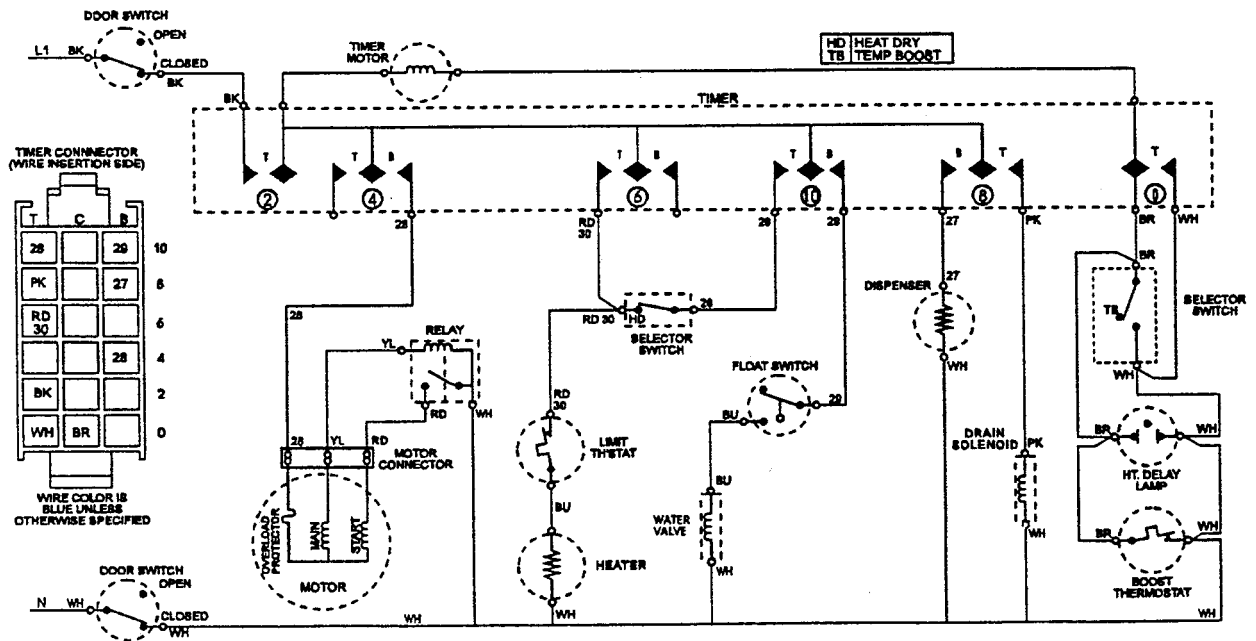 DOOR SWITCH
OPEN
L1
BK
CLOSED
BK
BK
TIMER
MOTOR
HD HEAT DRY
TB TEMP BOOST
TIMER
T
2
T
B
4
T
B
6
T
B
10
B
T
8
T
0
28
RD
30
28
29
27
PK
BR
WH
TIMER CONNNECTOR
(WIRE INSERTION SIDE)
T C B
28 29 10
PK 27 8
RD
30
6
28 4
BK 2
WH BR 0
WIRE COLOR IS
BLUE UNLESS
OTHERWISE SPECIFIED
28
RELAY
YL
RD
WH
28 YL RD
MOTOR
CONNECTOR
OVERLOAD
PROTECTOR
MAIN
START
MOTOR
RD 30
HD
28
SELECTOR
SWITCH
RD
30
LIMIT
TH'STAT
BU
HEATER
WH
FLOAT SWITCH
BU
29
BU
WATER
VALVE
WH
27
DISPENSER
WH
DRAIN
SOLENOID
PK
WH
BR
TB
SELECTOR
SWITCH
WH
BR
WH
HT. DELAY
LAMP
BR
WH
BOOST
THERMOSTAT
DOOR SWITCH
OPEN
N
WH
CLOSED
WH
WH